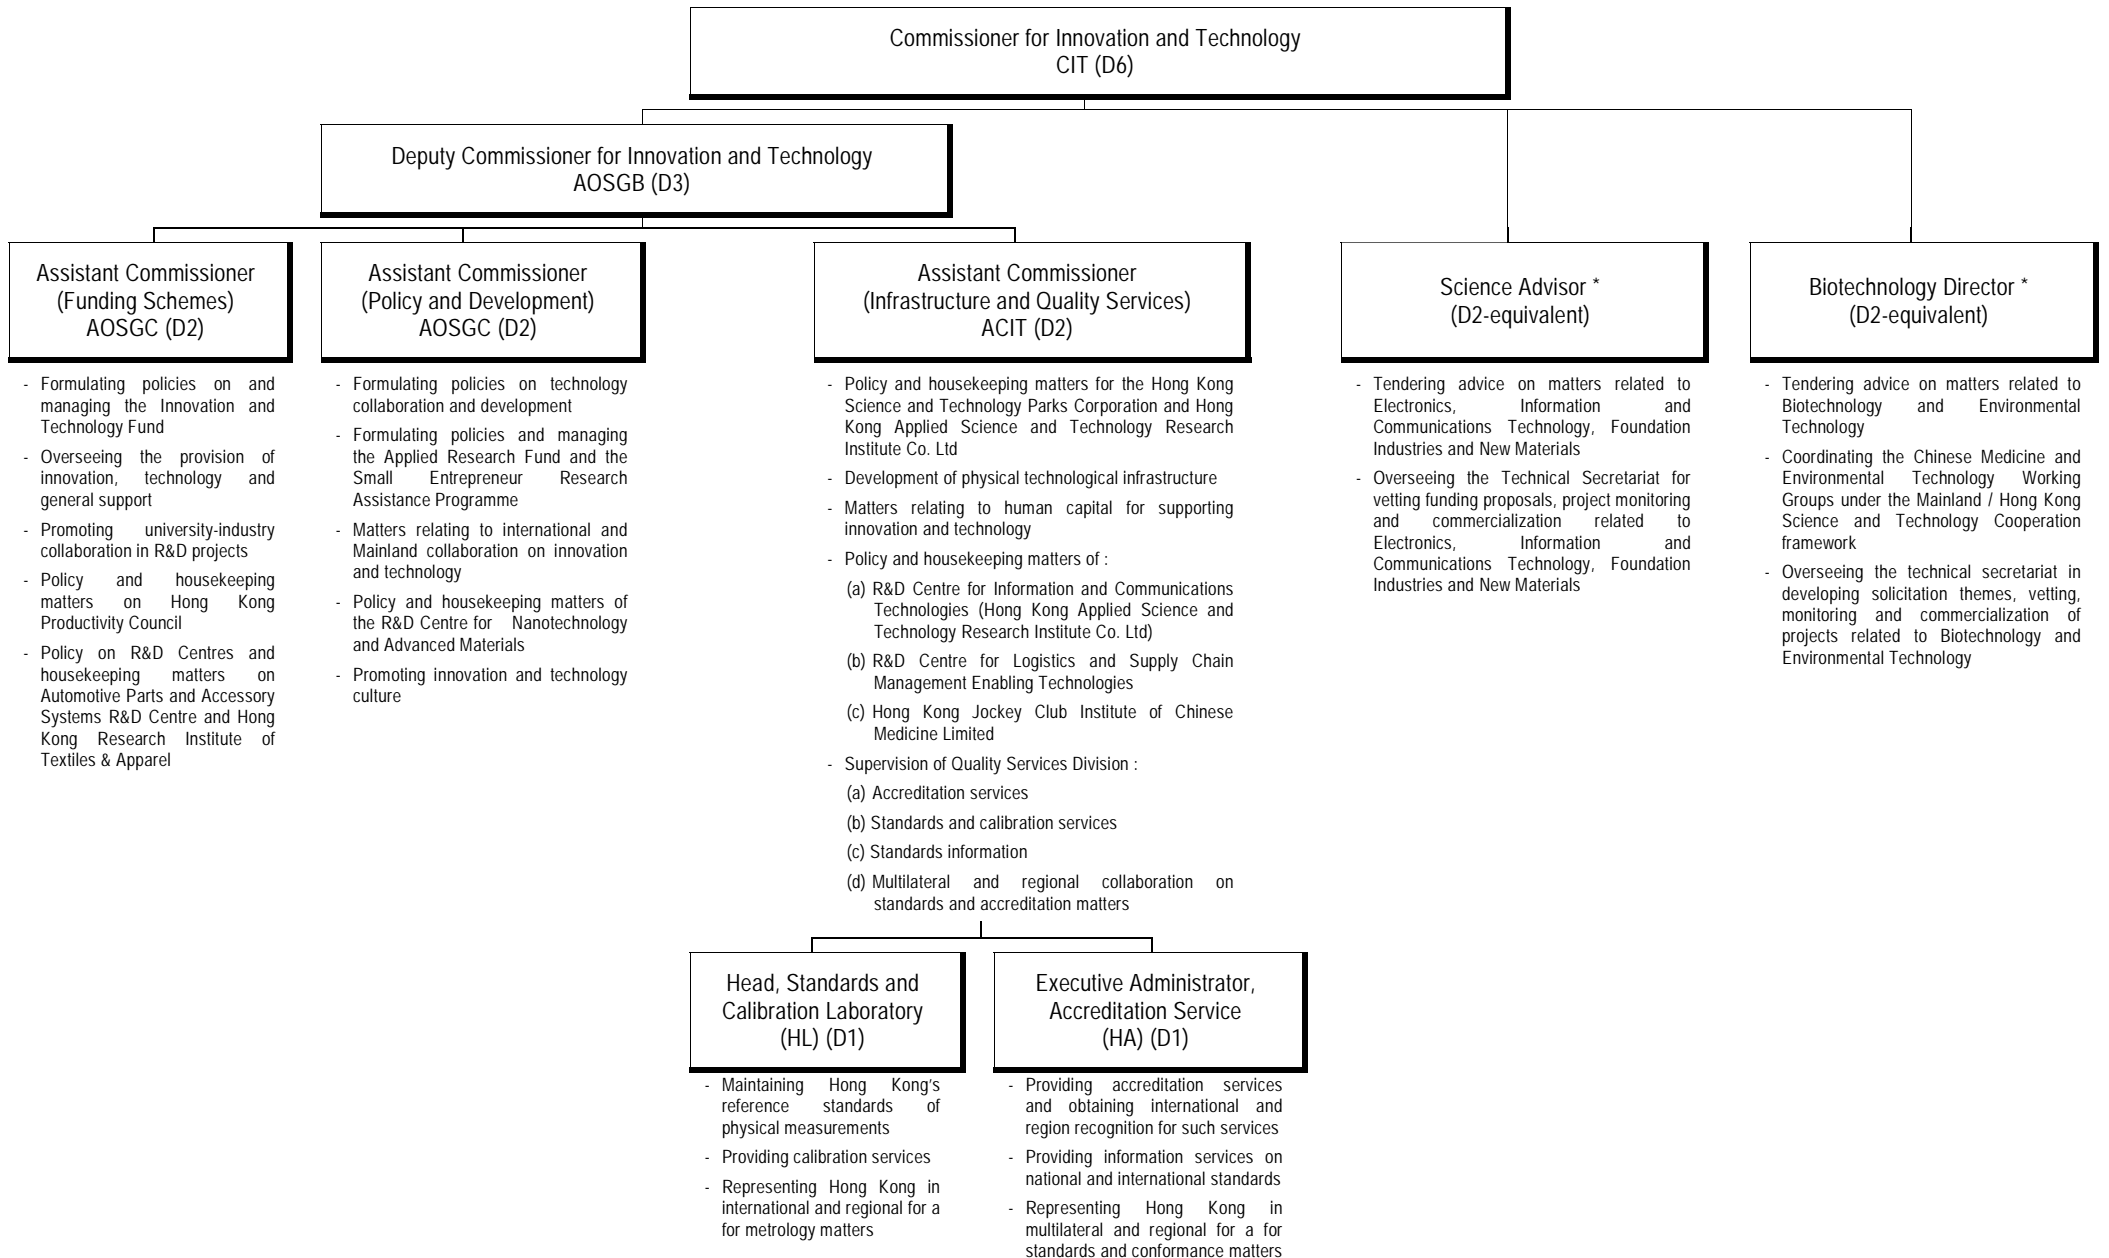 Commissioner for Innovation and Technology
CIT (D6)
Deputy Commissioner for Innovation and Technology
AOSGB (D3)
Assistant Commissioner
(Funding Schemes)
AOSGC (D2)
- Formulating policies on and
managing the Innovation and
Technology Fund
- Overseeing the provision of
innovation, technology and
general support
- Promoting university-industry
collaboration in R&D projects
- Policy and housekeeping
matters on Hong Kong
Productivity Council
- Policy on R&D Centres and
housekeeping matters on
Automotive Parts and Accessory
Systems R&D Centre and Hong
Kong Research Institute of
Textiles & Apparel
Assistant Commissioner
(Policy and Development)
AOSGC (D2)
- Formulating policies on technology
collaboration and development
- Formulating policies and managing
the Applied Research Fund and the
Small Entrepreneur Research
Assistance Programme
- Matters relating to international and
Mainland collaboration on innovation
and technology
- Policy and housekeeping matters of
the R&D Centre for Nanotechnology
and Advanced Materials
- Promoting innovation and technology
culture
Assistant Commissioner
(Infrastructure and Quality Services)
ACIT (D2)
- Policy and housekeeping matters for the Hong Kong
Science and Technology Parks Corporation and Hong
Kong Applied Science and Technology Research
Institute Co. Ltd
- Development of physical technological infrastructure
- Matters relating to human capital for supporting
innovation and technology
- Policy and housekeeping matters of :
(a) R&D Centre for Information and Communications
Technologies (Hong Kong Applied Science and
Technology Research Institute Co. Ltd)
(b) R&D Centre for Logistics and Supply Chain
Management Enabling Technologies
(c) Hong Kong Jockey Club Institute of Chinese
Medicine Limited
- Supervision of Quality Services Division :
(a) Accreditation services
(b) Standards and calibration services
(c) Standards information
(d) Multilateral and regional collaboration on
standards and accreditation matters
Head, Standards and
Calibration Laboratory
(HL) (D1)
- Maintaining Hong Kong's
reference standards of
physical measurements
- Providing calibration services
- Representing Hong Kong in
international and regional for a
for metrology matters
Executive Administrator,
Accreditation Service
(HA) (D1)
- Providing accreditation services
and obtaining international and
region recognition for such services
- Providing information services on
national and international standards
- Representing Hong Kong in
multilateral and regional for a for
standards and conformance matters
Science Advisor *
(D2-equivalent)
- Tendering advice on matters related to
Electronics, Information and
Communications Technology, Foundation
Industries and New Materials
- Overseeing the Technical Secretariat for
vetting funding proposals, project monitoring
and commercialization related to
Electronics, Information and
Communications Technology, Foundation
Industries and New Materials
Biotechnology Director *
(D2-equivalent)
- Tendering advice on matters related to
Biotechnology and Environmental
Technology
- Coordinating the Chinese Medicine and
Environmental Technology Working
Groups under the Mainland / Hong Kong
Science and Technology Cooperation
framework
- Overseeing the technical secretariat in
developing solicitation themes, vetting,
monitoring and commercialization of
projects related to Biotechnology and
Environmental Technology